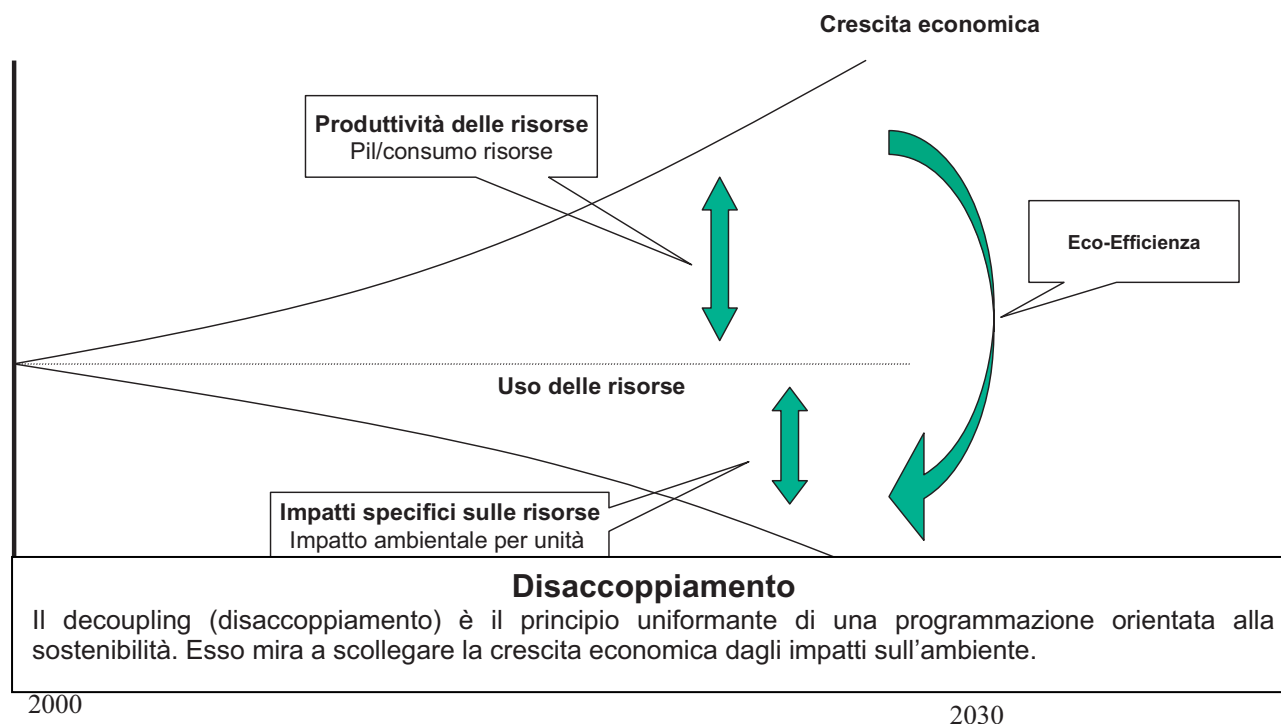 Crescita economica
Produttività delle risorse
Pil/consumo risorse
Eco-Efficienza
Uso delle risorse
Impatti specifici sulle risorse
Impatto ambientale per unità
Disaccoppiamento
Il decoupling (disaccoppiamento) è il principio uniformante di una programmazione orientata alla
sostenibilità. Esso mira a scollegare la crescita economica dagli impatti sull’ambiente.
2000
2030